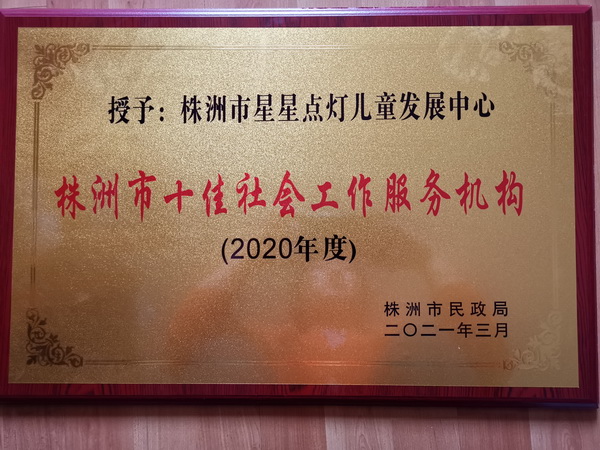 授予：株洲市星星点灯儿童发展中心
株洲市十佳社会工作服务机构
(2020年度)
株洲市民政局
二〇二一年三月